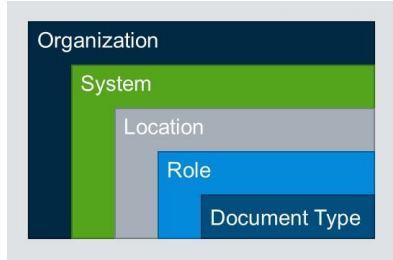 Organization
System
Location
Role
Document Type